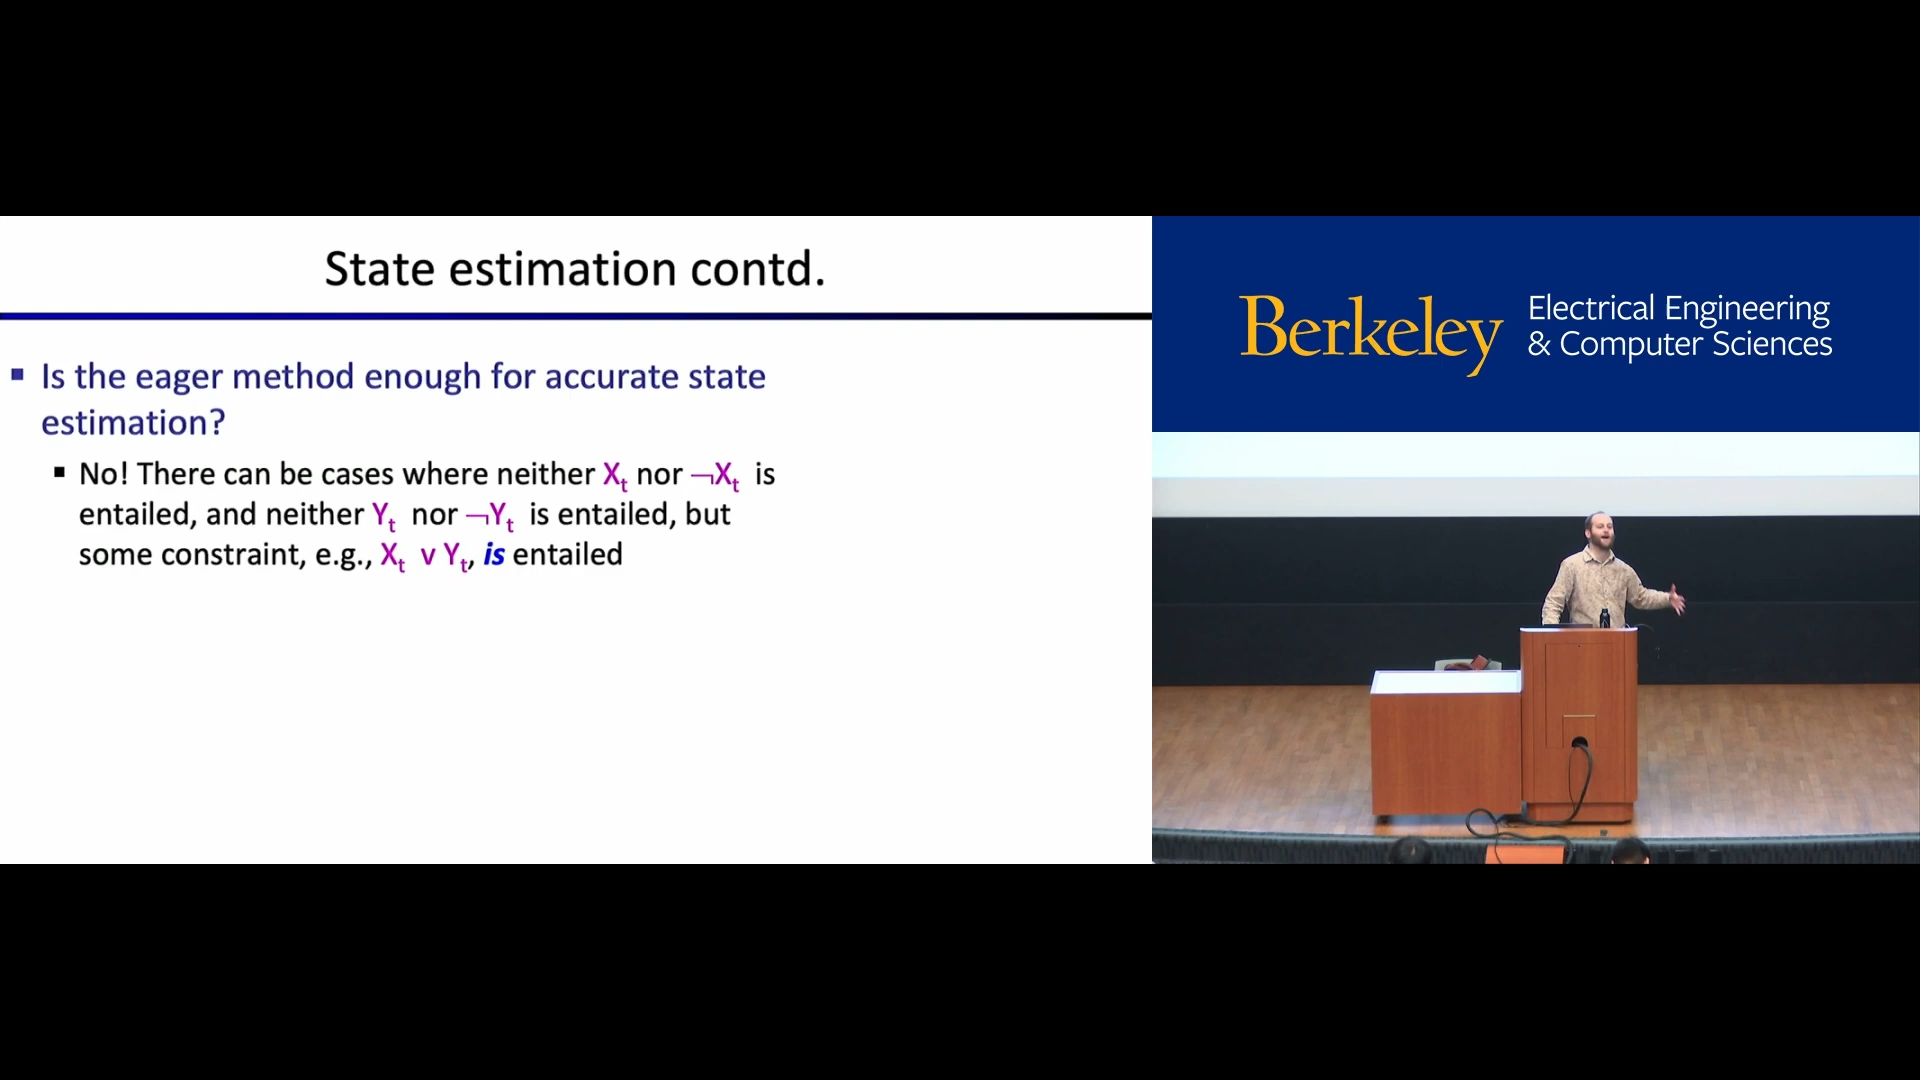 State estimation contd.
Is the eager method enough for accurate state
estimation?
No! There can be cases where neither Xt nor ¬Xt is
entailed, and neither Yt nor ¬Yt is entailed, but
some constraint, e.g., Xt v Yt, is entailed
Berkeley
Electrical Engineering
& Computer Sciences